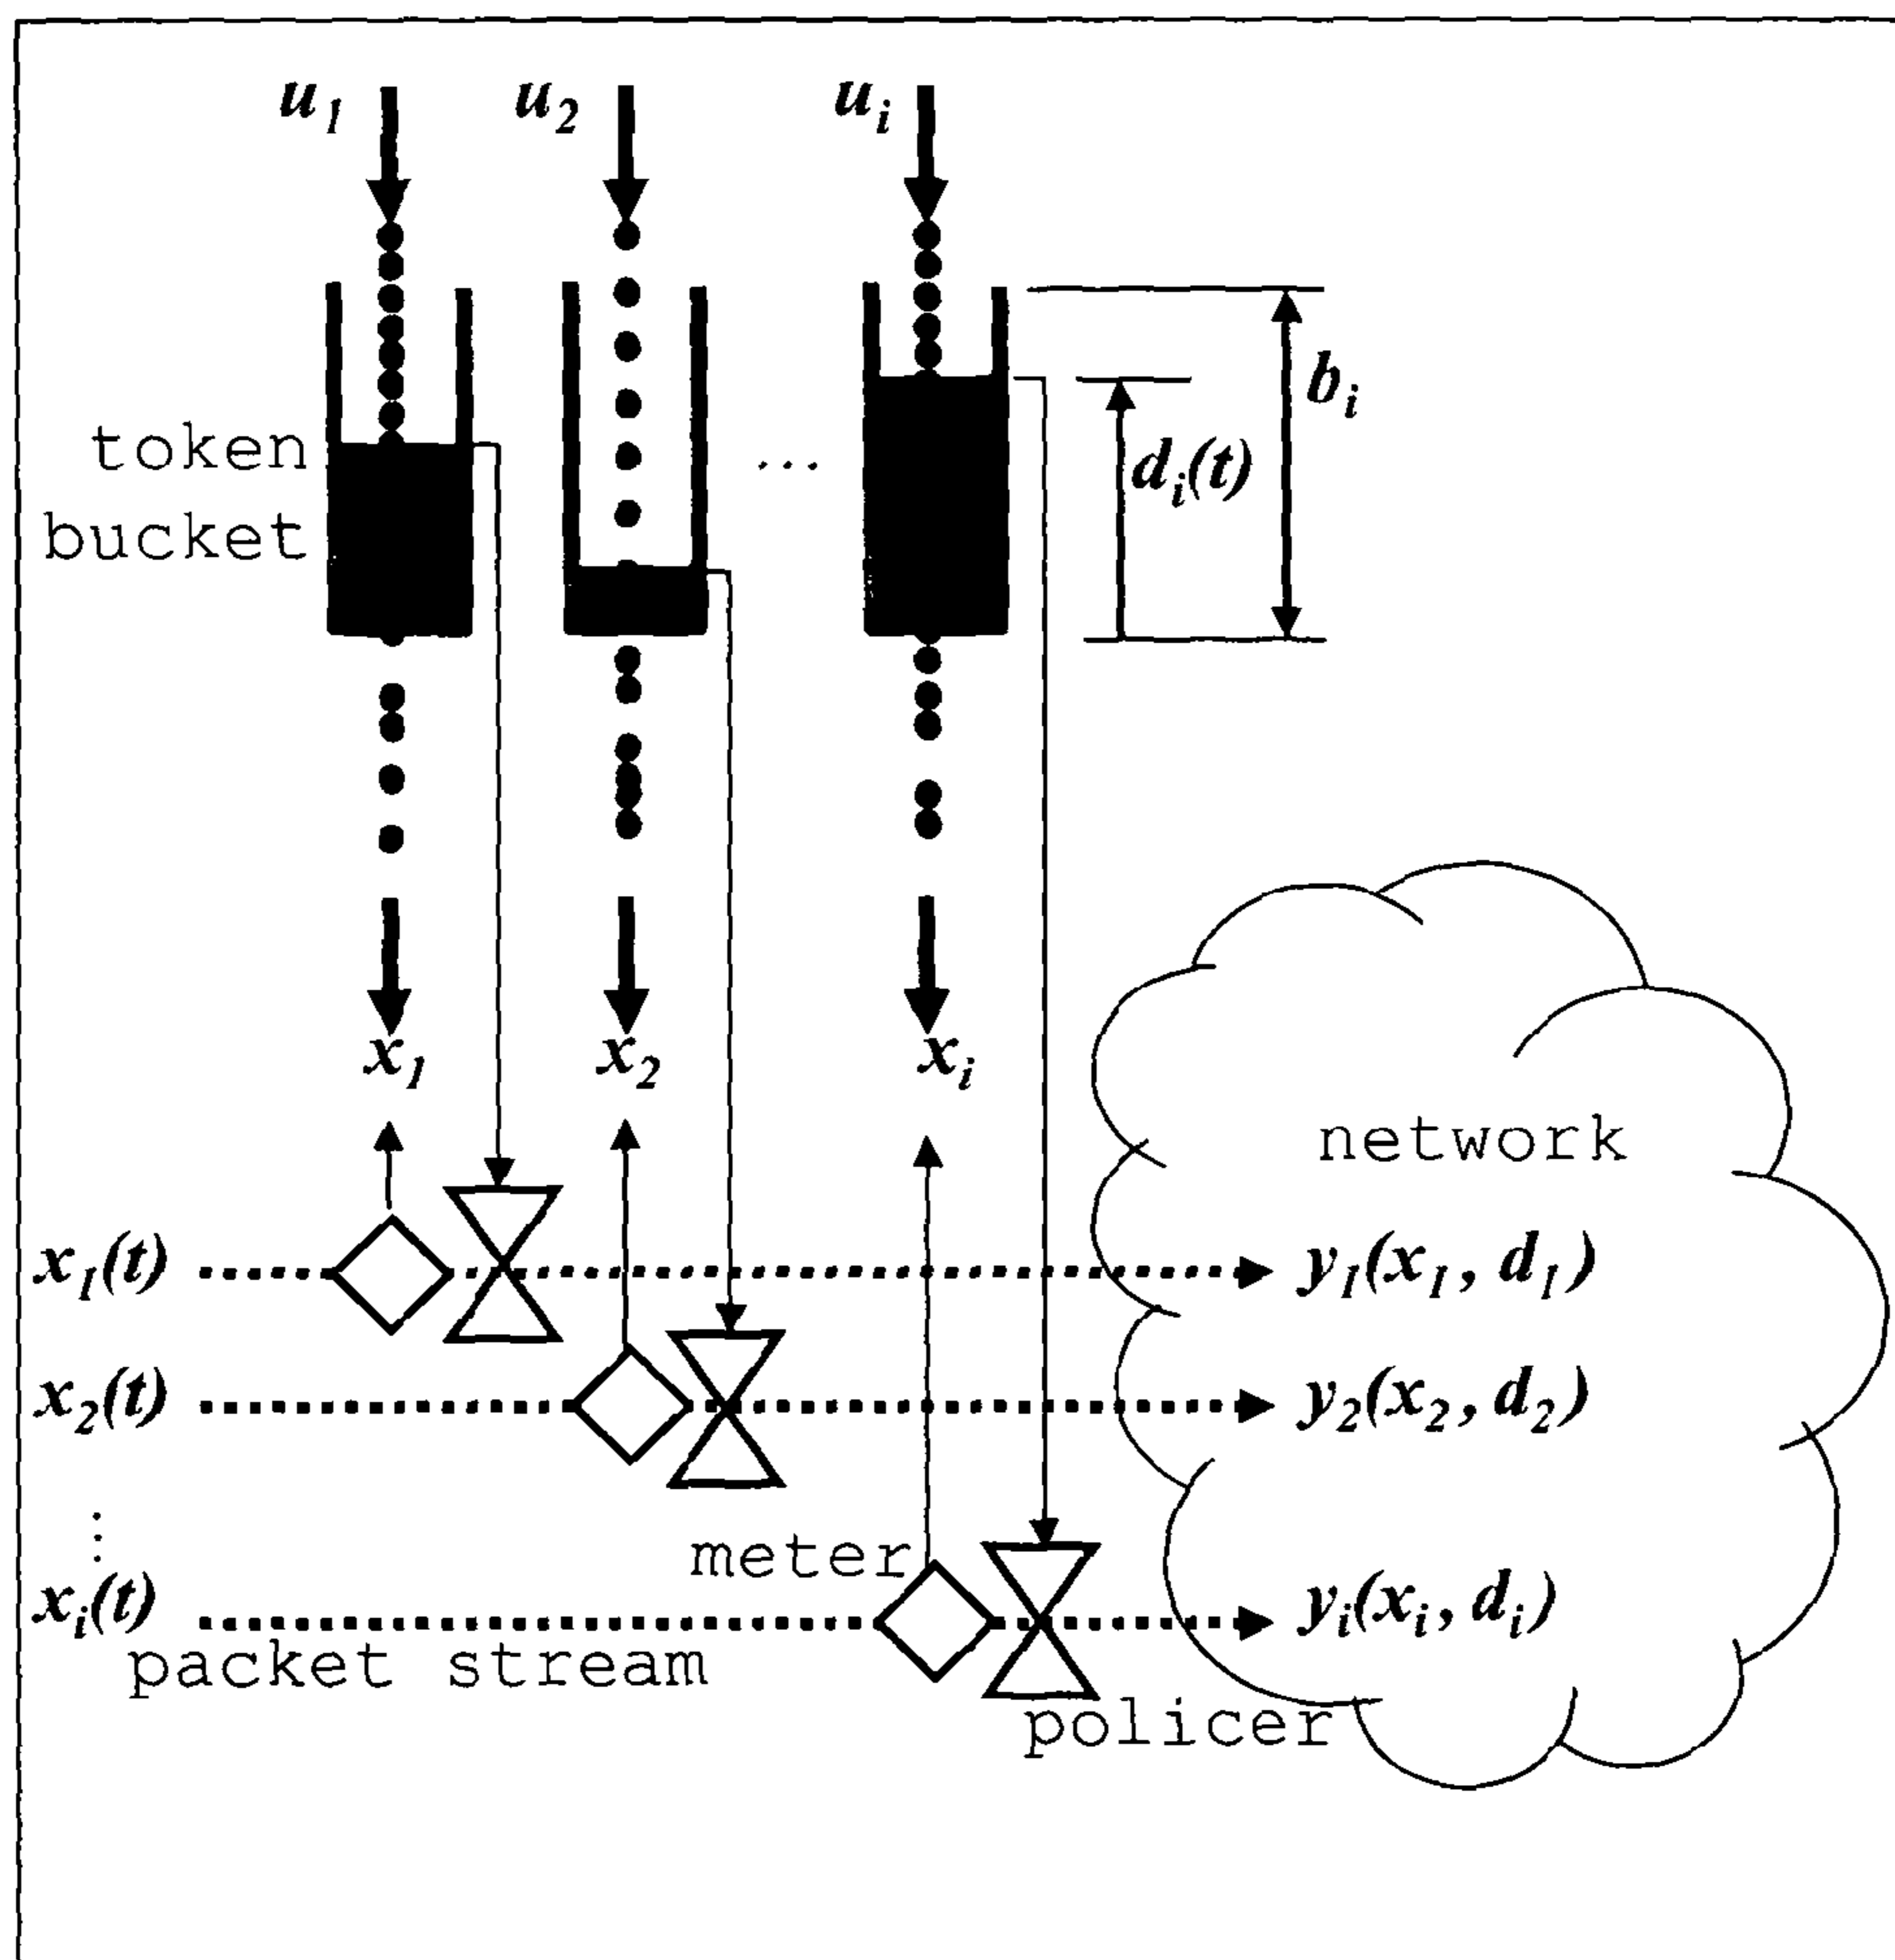 u1 u2 ui
bi
di(t)
token
bucket
...
x1 x2 xi
network
x1(t) y1(x1, d1)
x2(t) y2(x2, d2)
⋮
meter
xi(t) yi(xi, di)
packet stream
policer